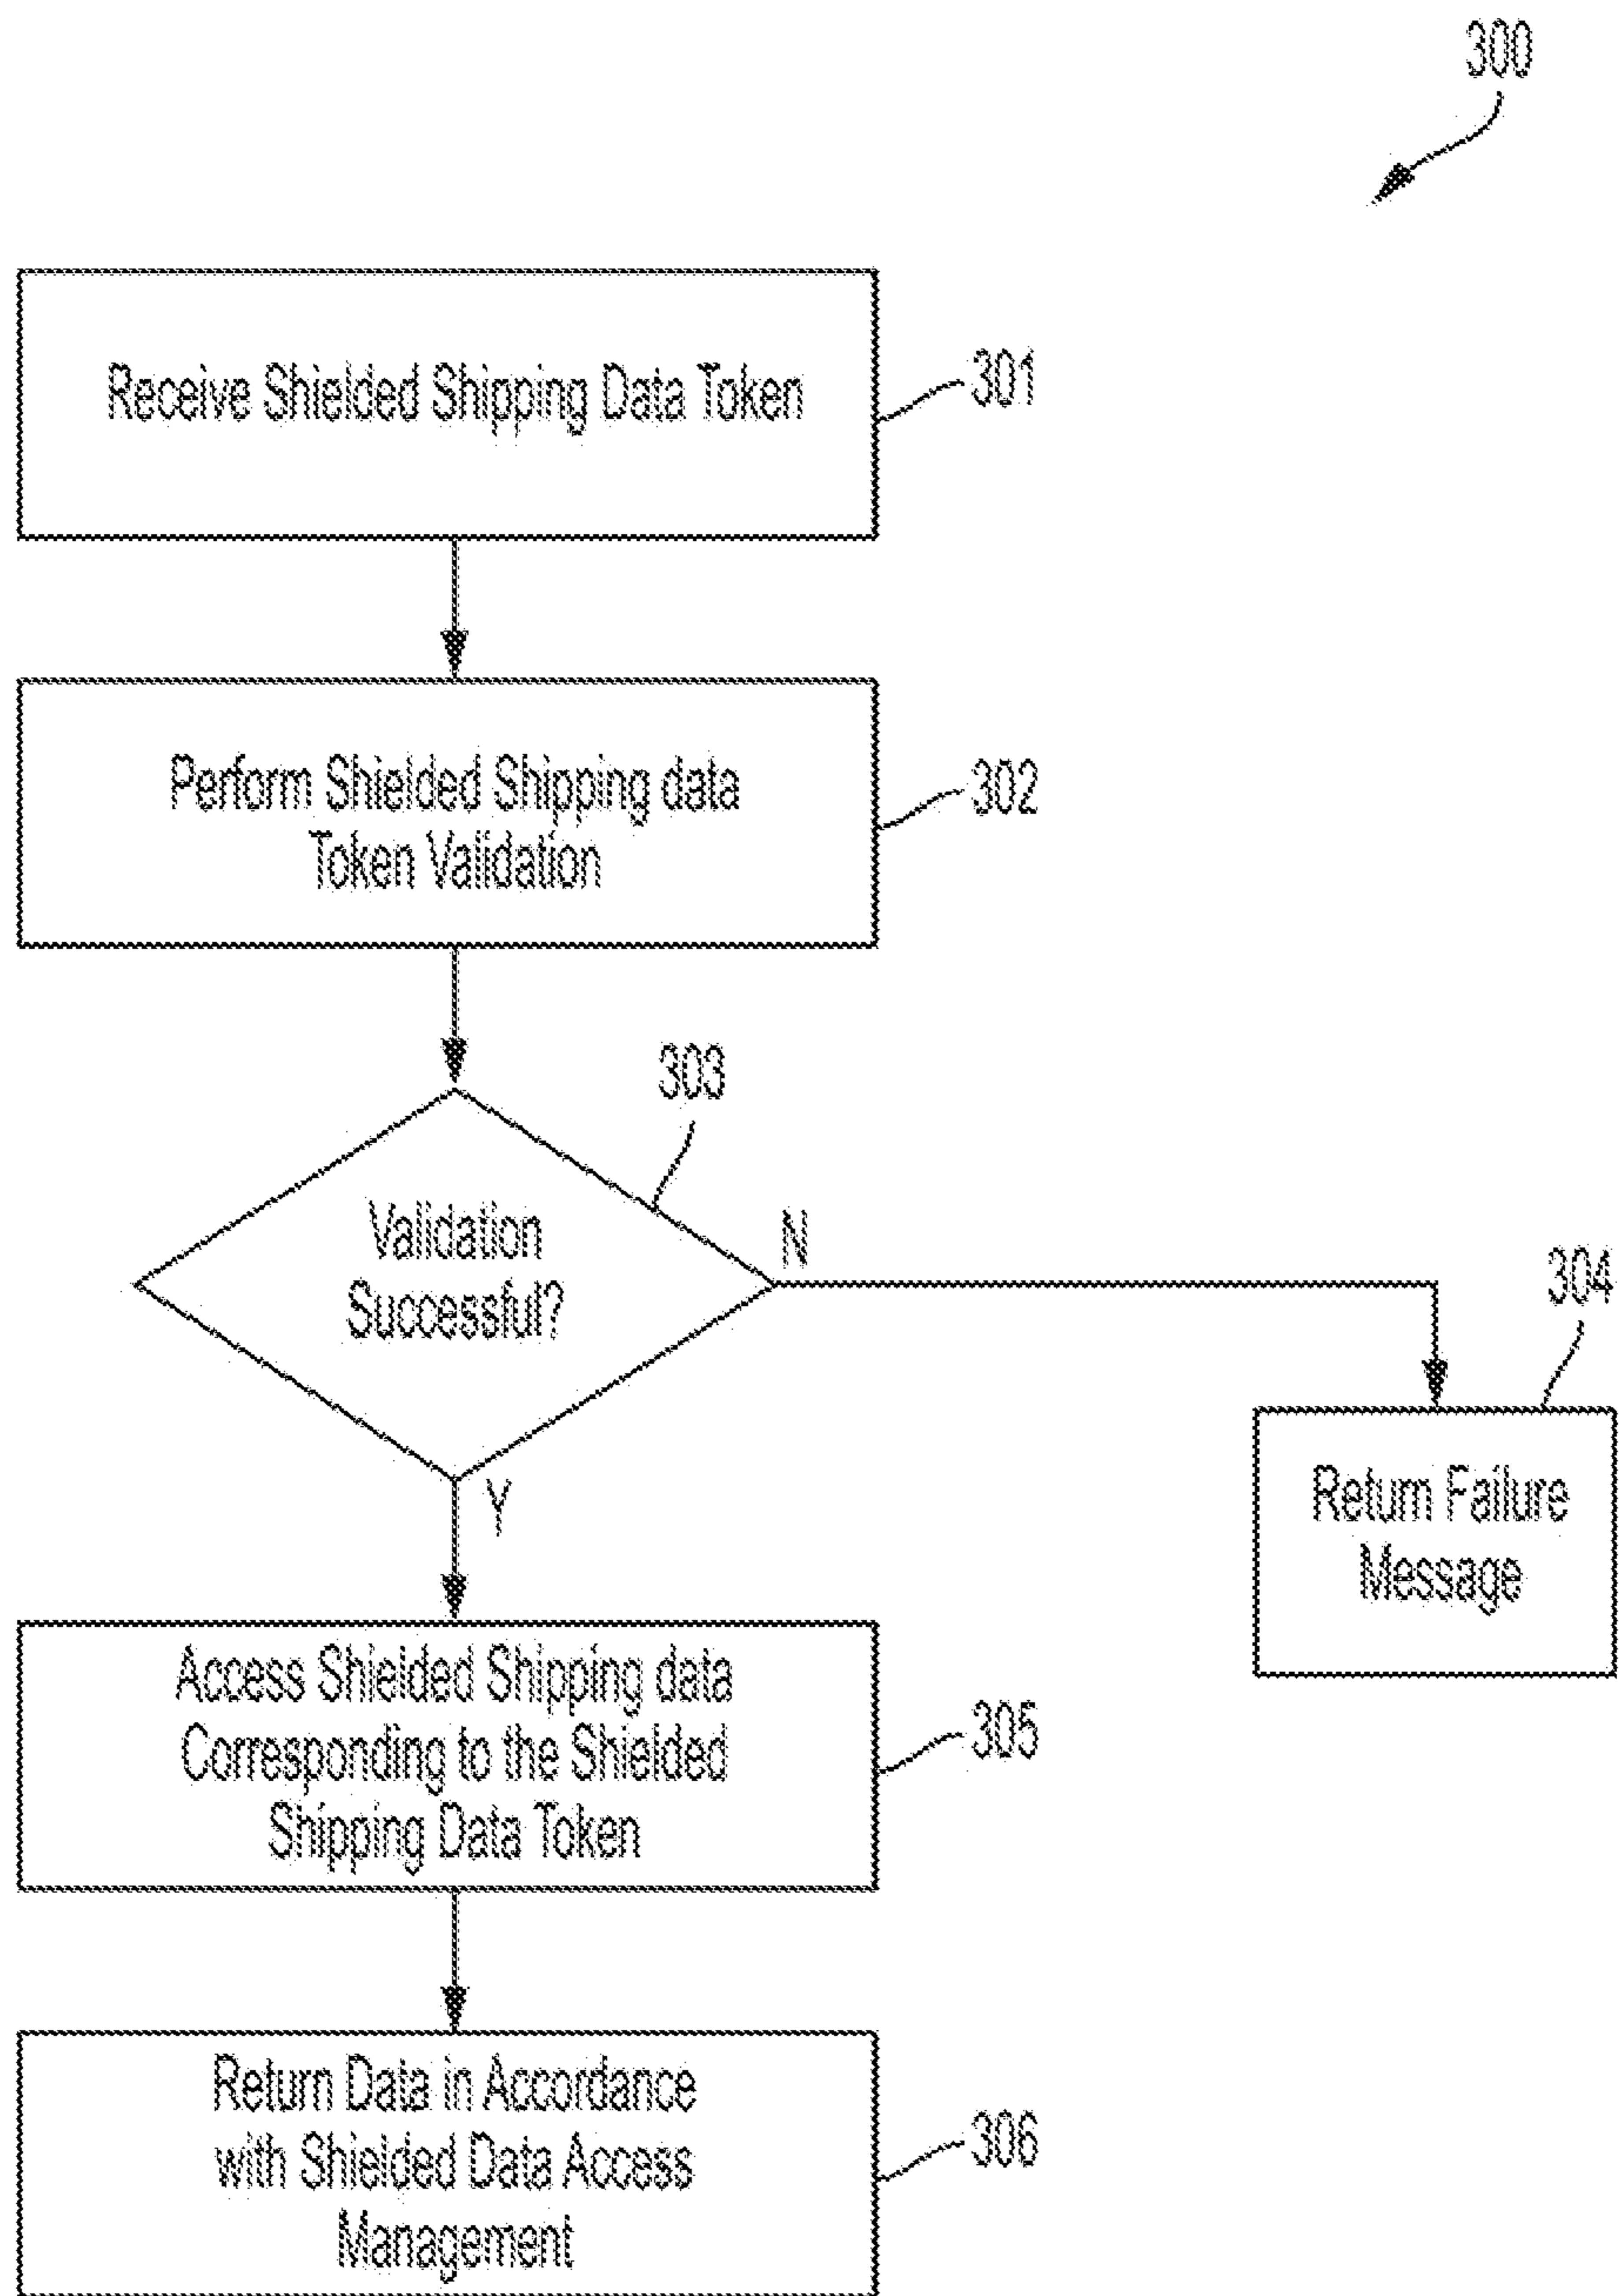 300
Receive Shielded Shipping Data Token
301
Perform Shielded Shipping data
Token Validation
302
303
Validation
Successful?
N
304
Return Failure
Message
Y
Access Shielded Shipping data
Corresponding to the Shielded
Shipping Data Token
305
Return Data in Accordance
with Shielded Data Access
Management
306